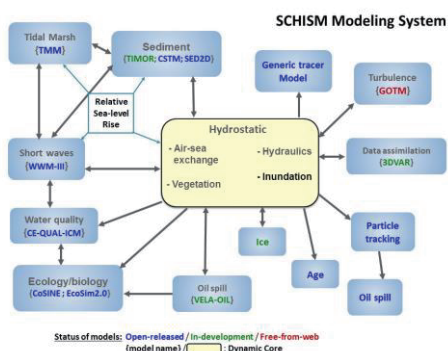 SCHISM Modeling System
Tidal Marsh
{TMM}
Sediment
{TIMOR; CSTM; SED2D}
Generic tracer
Model
Turbulence
{GOTM}
Relative
Sea-level
Rise
Hydrostatic
- Air-sea
exchange
- Vegetation
- Hydraulics
- Inundation
Short waves
{WWM-III}
Data assimilation
{3DVAR}
Water quality
{CE-QUAL-ICM}
Particle
tracking
Ice
Age
Ecology/biology
{CoSiNE; EcoSim2.0}
Oil spill
{VELA-OIL}
Oil spill
Status of models: Open-released / In-development / Free-from-web
{model name} / : Dynamic Core